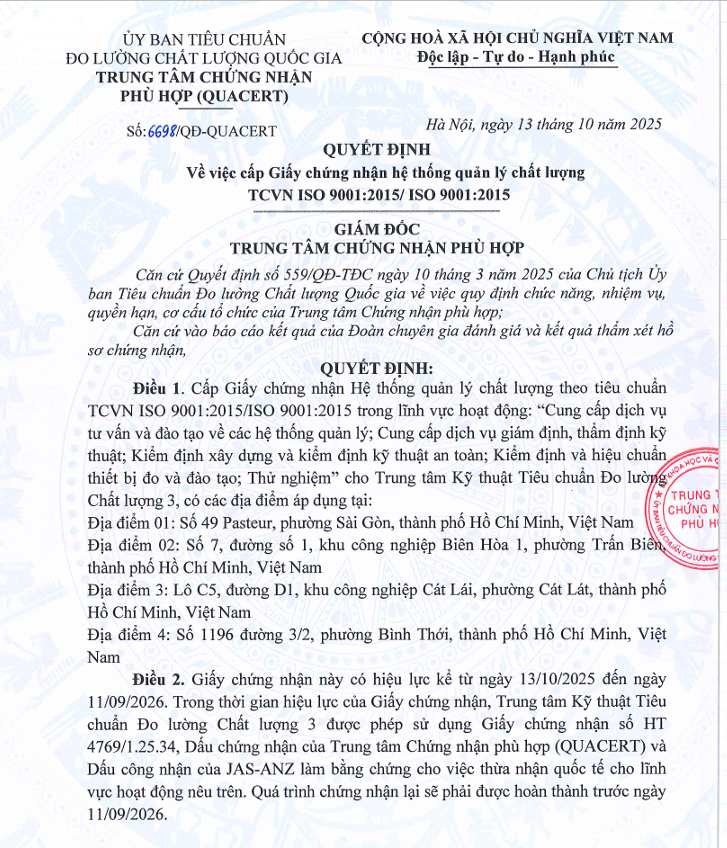 ỦY BAN TIÊU CHUẨN
ĐO LƯỜNG CHẤT LƯỢNG QUỐC GIA
TRUNG TÂM CHỨNG NHẬN
PHÙ HỢP (QUACERT)
Số: 6698/QĐ-QUACERT
CỘNG HOÀ XÃ HỘI CHỦ NGHĨA VIỆT NAM
Độc lập - Tự do - Hạnh phúc
Hà Nội, ngày 13 tháng 10 năm 2025
QUYẾT ĐỊNH
Về việc cấp Giấy chứng nhận hệ thống quản lý chất lượng
TCVN ISO 9001:2015/ ISO 9001:2015
GIÁM ĐỐC
TRUNG TÂM CHỨNG NHẬN PHÙ HỢP
Căn cứ Quyết định số 559/QĐ-TĐC ngày 10 tháng 3 năm 2025 của Chủ tịch Ủy
ban Tiêu chuẩn Đo lường Chất lượng Quốc gia về việc quy định chức năng, nhiệm vụ,
quyền hạn, cơ cấu tổ chức của Trung tâm Chứng nhận phù hợp;
Căn cứ vào báo cáo kết quả của Đoàn chuyên gia đánh giá và kết quả thẩm xét hồ
sơ chứng nhận,
QUYẾT ĐỊNH:
Điều 1. Cấp Giấy chứng nhận Hệ thống quản lý chất lượng theo tiêu chuẩn
TCVN ISO 9001:2015/ISO 9001:2015 trong lĩnh vực hoạt động: “Cung cấp dịch vụ
tư vấn và đào tạo về các hệ thống quản lý; Cung cấp dịch vụ giám định, thẩm định kỹ
thuật; Kiểm định xây dựng và kiểm định kỹ thuật an toàn; Kiểm định và hiệu chuẩn
thiết bị đo và đào tạo; Thử nghiệm” cho Trung tâm Kỹ thuật Tiêu chuẩn Đo lường
Chất lượng 3, có các địa điểm áp dụng tại:
Địa điểm 01: Số 49 Pasteur, phường Sài Gòn, thành phố Hồ Chí Minh, Việt Nam
Địa điểm 02: Số 7, đường số 1, khu công nghiệp Biên Hòa 1, phường Trấn Biên,
thành phố Hồ Chí Minh, Việt Nam
Địa điểm 3: Lô C5, đường D1, khu công nghiệp Cát Lái, phường Cát Lát, thành phố
Hồ Chí Minh, Việt Nam
Địa điểm 4: Số 1196 đường 3/2, phường Bình Thới, thành phố Hồ Chí Minh, Việt
Nam
Điều 2. Giấy chứng nhận này có hiệu lực kể từ ngày 13/10/2025 đến ngày
11/09/2026. Trong thời gian hiệu lực của Giấy chứng nhận, Trung tâm Kỹ thuật Tiêu
chuẩn Đo lường Chất lượng 3 được phép sử dụng Giấy chứng nhận số HT
4769/1.25.34, Dấu chứng nhận của Trung tâm Chứng nhận phù hợp (QUACERT) và
Dấu công nhận của JAS-ANZ làm bằng chứng cho việc thừa nhận quốc tế cho lĩnh
vực hoạt động nêu trên. Quá trình chứng nhận lại sẽ phải được hoàn thành trước ngày
11/09/2026.
KHOA HỌC VÀ
TRUNG T
CHỨNG N
PHÙ H
ỦY BAN TIÊU CHUẨN ĐO LƯỜNG